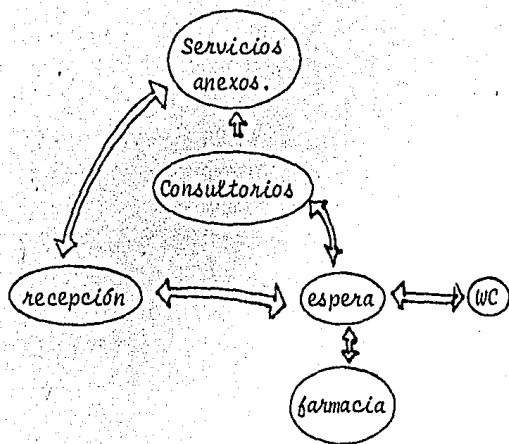 Servicios
anexos.
Consultorios
recepción
espera
WC
farmacia